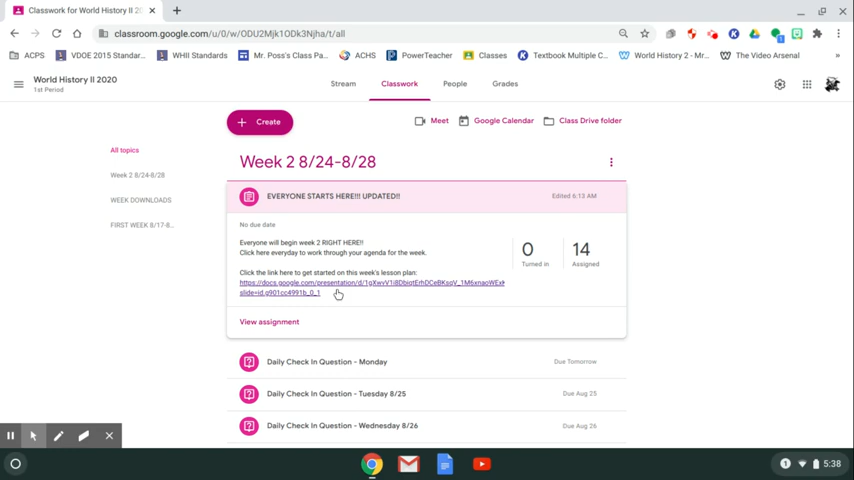 Classwork for World History II 20
classroom.google.com/u/0/w/ODU2Mjk1ODk3Njha/t/all
ACPS
VDOE 2015 Standar...
WHII Standards
Mr. Poss's Class Pa...
ACHS
PowerTeacher
Classes
Textbook Multiple C...
World History 2 - Mr...
The Video Arsenal
»
World History II 2020
1st Period
Stream
Classwork
People
Grades
+ Create
Meet
Google Calendar
Class Drive folder
All topics
Week 2 8/24-8/28
WEEK DOWNLOADS
FIRST WEEK 8/17-8...
Week 2 8/24-8/28
EVERYONE STARTS HERE!!! UPDATED!!
Edited 6:13 AM
No due date
Everyone will begin week 2 RIGHT HERE!!
Click here everyday to work through your agenda for the week.
0
Turned in
14
Assigned
Click the link here to get started on this week's lesson plan:
slide=id.g901cc4991b_0_1
View assignment
Daily Check In Question - Monday
Due Tomorrow
Daily Check In Question - Tuesday 8/25
Due Aug 25
Daily Check In Question - Wednesday 8/26
Due Aug 26
1
5:38